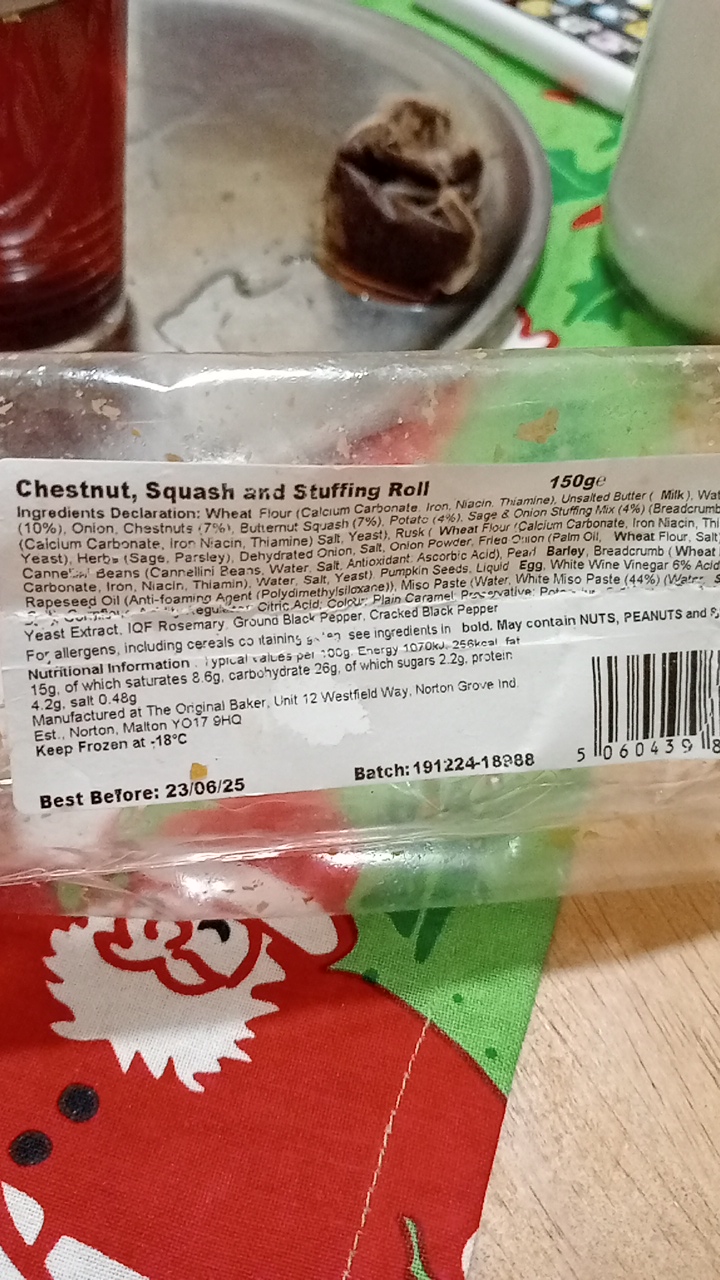 Chestnut, Squash and Stuffing Roll 150g℮
Ingredients Declaration: Wheat Flour (Calcium Carbonate, Iron, Niacin, Thiamine), Unsalted Butter ( Milk),
(10%), Onion, Chestnuts (7%), Butternut Squash (7%), Potato (4%), Sage & Onion Stuffing Mix (4%) (Breadcrumb
(Calcium Carbonate, Iron Niacin, Thiamine) Salt, Yeast), Rusk ( Wheat Flour (Calcium Carbonate, Iron Niacin,
Yeast), Herbs (Sage, Parsley), Dehydrated Onion, Salt, Onion Powder, Fried Onion (Palm Oil, Wheat Flour, Salt
Beans (Cannellini Beans, Water, Salt, Antioxidant: Ascorbic Acid), Pearl Barley, Breadcrumb ( Wheat
Carbonate, Iron, Niacin, Thiamin), Water, Salt, Yeast), Pumpkin Seeds, Liquid Egg, White Wine Vinegar 6% Acid
Rapeseed Oil (Anti-foaming Agent (Polydimethylsiloxane)), Miso Paste (Water, White Miso Paste (44%) (Water,
Citric Acid; Colour: Plain Caramel; Preservative:
Yeast Extract, IQF Rosemary, Ground Black Pepper, Cracked Black Pepper
For allergens, including cereals see ingredients in bold. May contain NUTS, PEANUTS and
Nutritional Information Typical values per 100g: Energy 1070kJ, 256kcal, fat
15g, of which saturates 8.6g, carbohydrate 26g, of which sugars 2.2g, protein
4.2g, salt 0.48g
Manufactured at The Original Baker, Unit 12 Westfield Way, Norton Grove Ind.
Est., Norton, Malton YO17 9HQ
Keep Frozen at -18°C
5 060439
Best Before: 23/06/25 Batch: 191224-18988